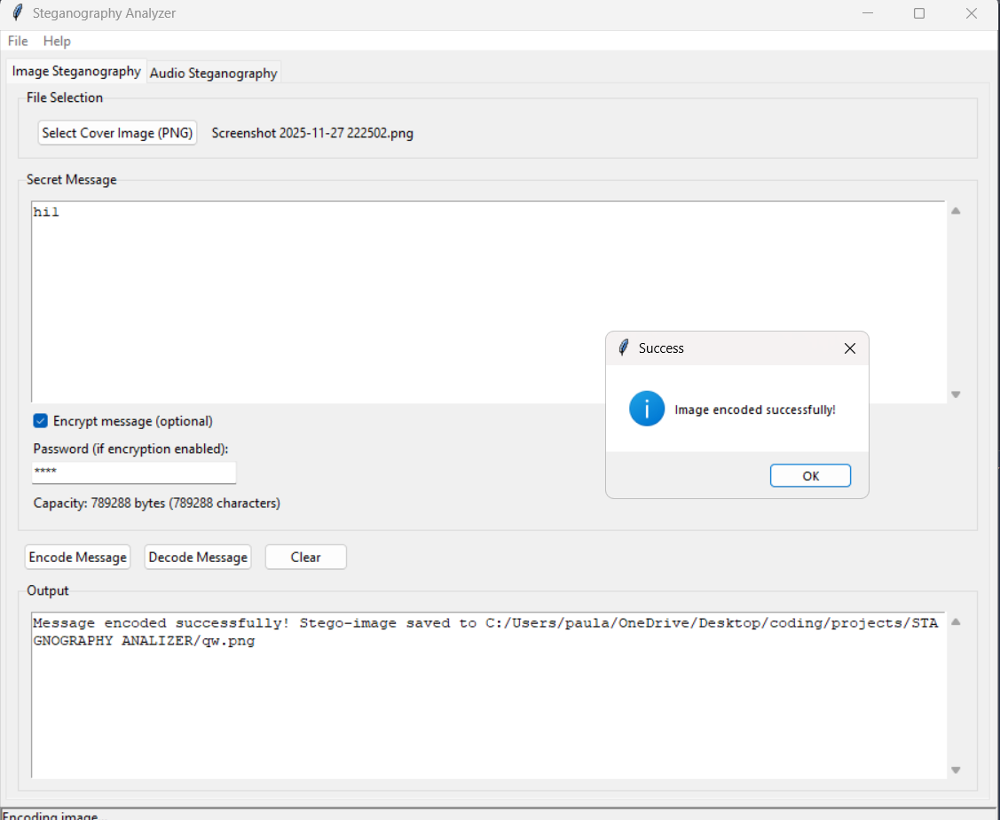 Steganography Analyzer
File Help
Image Steganography Audio Steganography
File Selection
Select Cover Image (PNG) Screenshot 2025-11-27 222502.png
Secret Message
hil
Success
Image encoded successfully!
OK
Encrypt message (optional)
Password (if encryption enabled):
****
Capacity: 789288 bytes (789288 characters)
Encode Message Decode Message Clear
Output
Message encoded successfully! Stego-image saved to C:/Users/paula/OneDrive/Desktop/coding/projects/STA
GNOGRAPHY ANALIZER/qw.png
Encoding image...